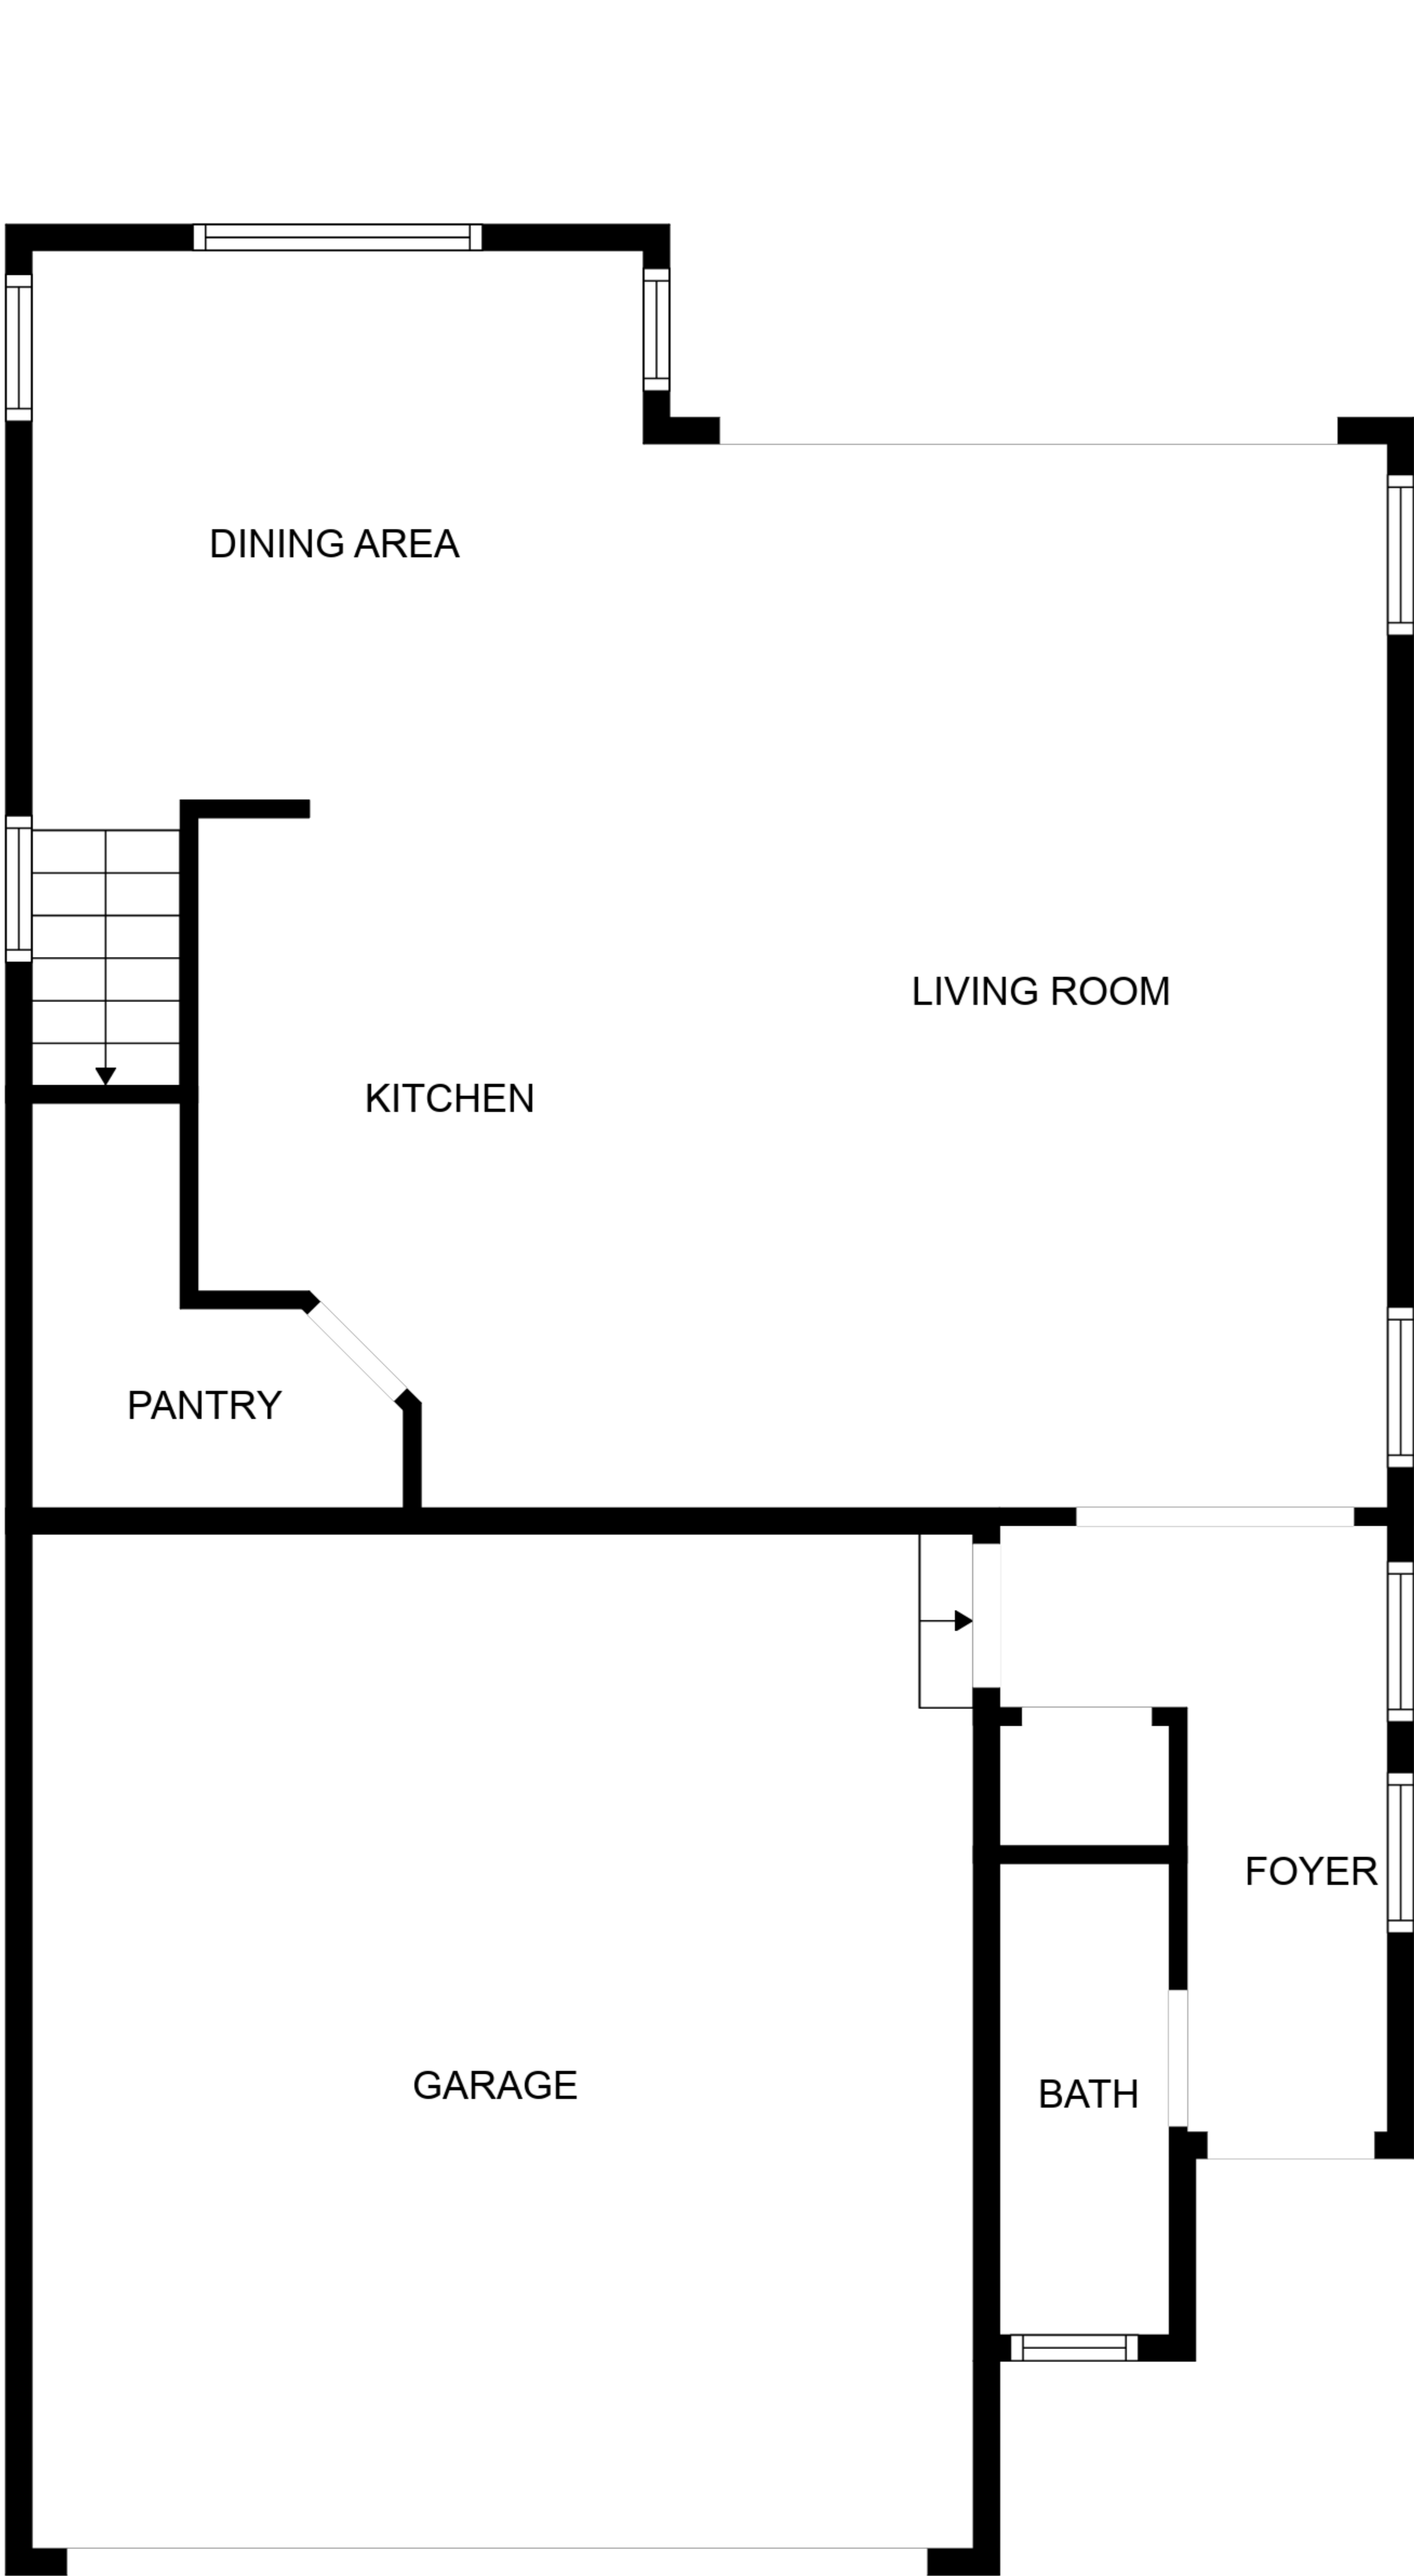 DINING AREA
LIVING ROOM
KITCHEN
PANTRY
FOYER
GARAGE
BATH